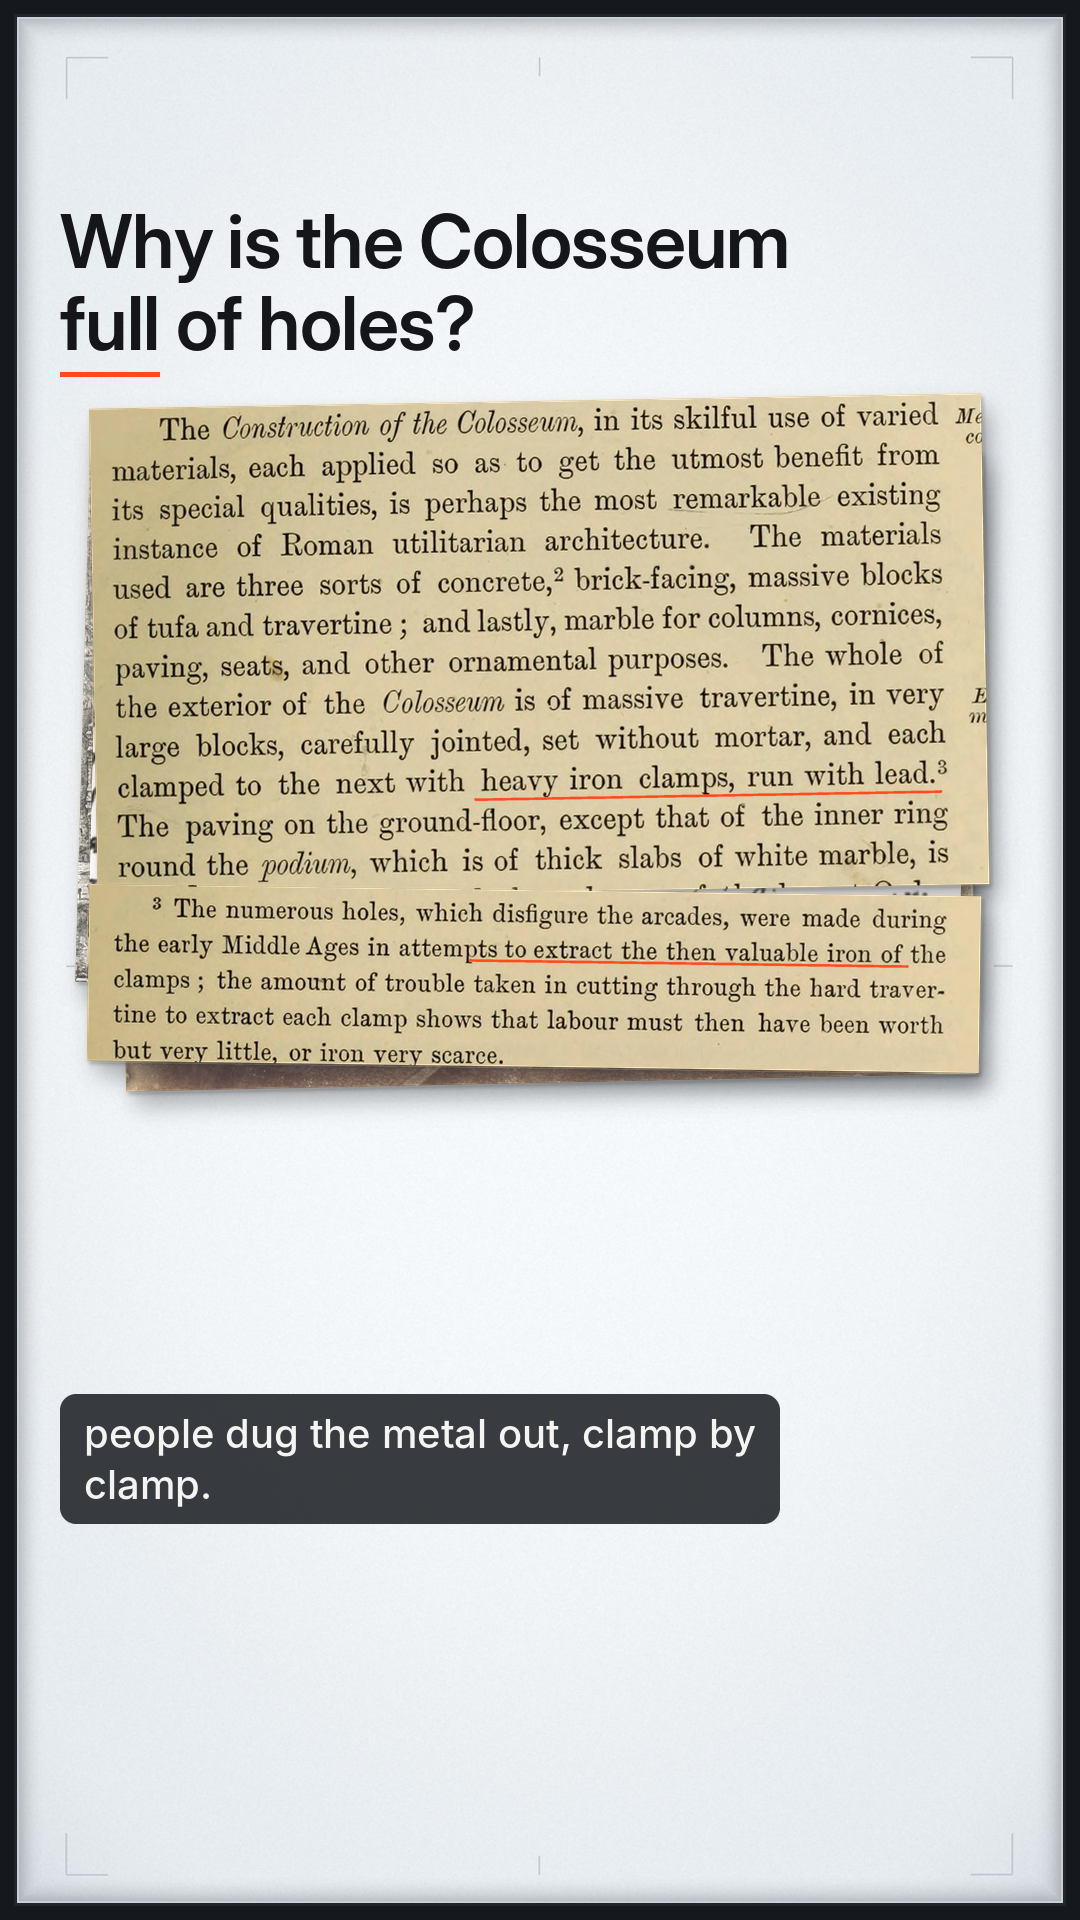 Why is the Colosseum
full of holes?
The Construction of the Colosseum, in its skilful use of varied
materials, each applied so as to get the utmost benefit from
its special qualities, is perhaps the most remarkable existing
instance of Roman utilitarian architecture. The materials
used are three sorts of concrete,² brick-facing, massive blocks
of tufa and travertine ; and lastly, marble for columns, cornices,
paving, seats, and other ornamental purposes. The whole of
the exterior of the Colosseum is of massive travertine, in very
large blocks, carefully jointed, set without mortar, and each
clamped to the next with heavy iron clamps, run with lead.³
The paving on the ground-floor, except that of the inner ring
round the podium, which is of thick slabs of white marble, is
³ The numerous holes, which disfigure the arcades, were made during
the early Middle Ages in attempts to extract the then valuable iron of the
clamps ; the amount of trouble taken in cutting through the hard traver-
tine to extract each clamp shows that labour must then have been worth
but very little, or iron very scarce.
people dug the metal out, clamp by
clamp.